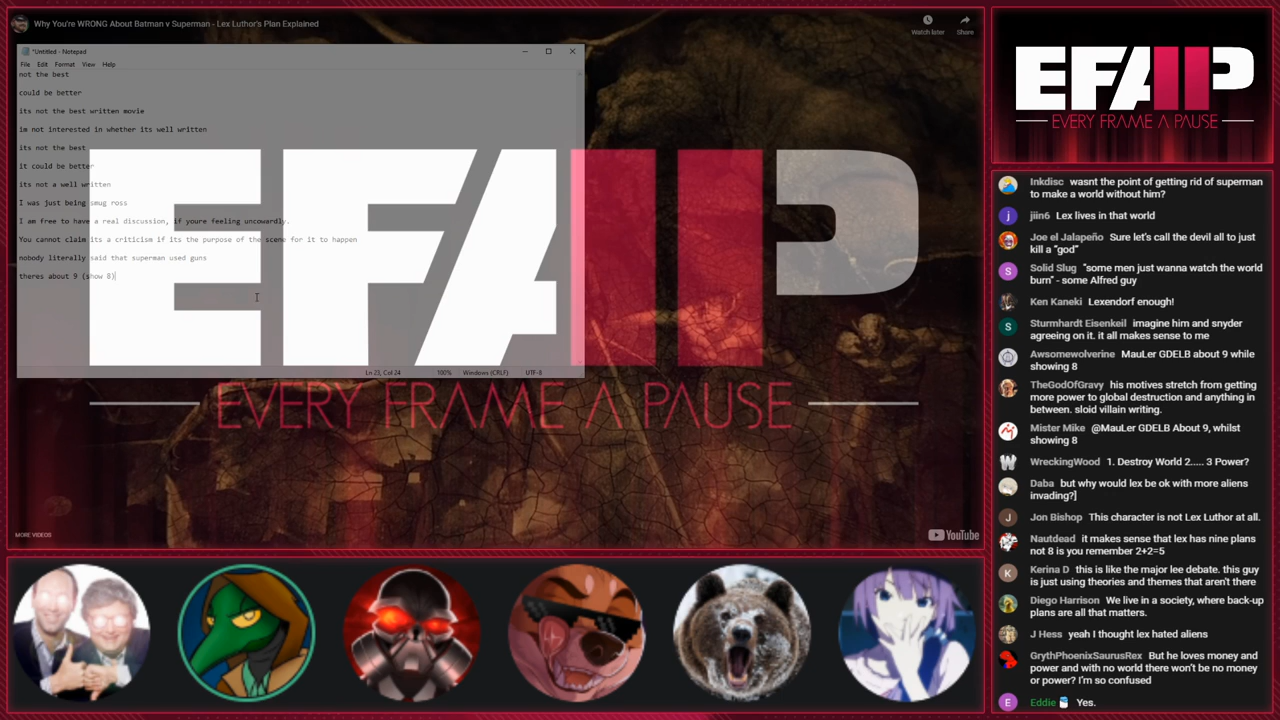 Why You're WRONG About Batman v Superman - Lex Luthor's Plan Explained
Watch later
Share
*Untitled - Notepad
File Edit Format View Help
not the best
could be better
its not the best written movie
im not interested in whether its well written
its not the best
it could be better
its not a well written
I was just being smug ross
I am free to have a real discussion, if youre feeling uncowardly.
You cannot claim its a criticism if its the purpose of the scene for it to happen
nobody literally said that superman used guns
theres about 9 (show 8)
Ln 23, Col 24 100% Windows (CRLF) UTF-8
EFAP
EVERY FRAME A PAUSE
MORE VIDEOS
YouTube
EFAP
EVERY FRAME A PAUSE
Inkdisc wasnt the point of getting rid of superman
to make a world without him?
jiin6 Lex lives in that world
Joe el Jalapeño Sure let's call the devil all to just
kill a "god"
Solid Slug "some men just wanna watch the world
burn" - some Alfred guy
Ken Kaneki Lexendorf enough!
Sturmhardt Eisenkeil imagine him and snyder
agreeing on it. it all makes sense to me
Awsomewolverine MauLer GDELB about 9 while
showing 8
TheGodOfGravy his motives stretch from getting
more power to global destruction and anything in
between. sloid villain writing.
Mister Mike @MauLer GDELB About 9, whilst
showing 8
WreckingWood 1. Destroy World 2..... 3 Power?
Daba but why would lex be ok with more aliens
invading?]
Jon Bishop This character is not Lex Luthor at all.
Nautdead it makes sense that lex has nine plans
not 8 is you remember 2+2=5
Kerina D this is like the major lee debate. this guy
is just using theories and themes that aren't there
Diego Harrison We live in a society, where back-up
plans are all that matters.
J Hess yeah I thought lex hated aliens
GrythPhoenixSaurusRex But he loves money and
power and with no world there won't be no money
or power? I'm so confused
Eddie Yes.